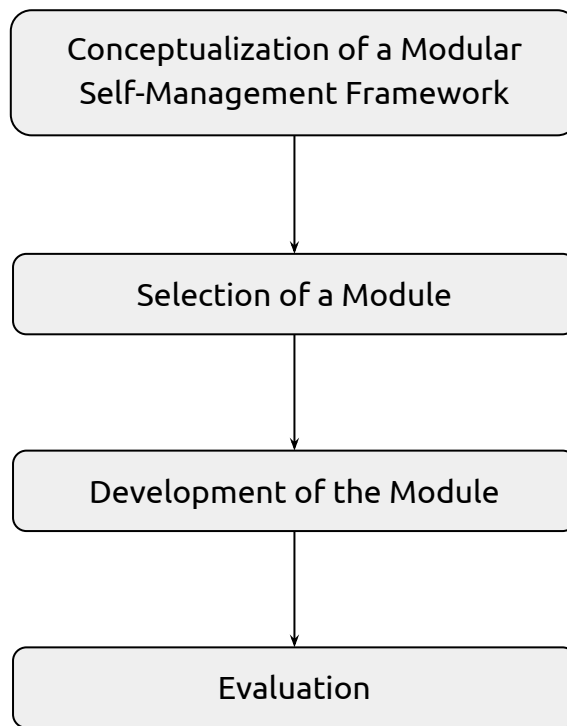 Conceptualization of a Modular
Self-Management Framework
Selection of a Module
Development of the Module
Evaluation